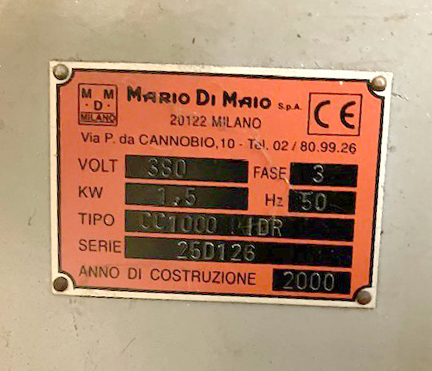 M M
D
MILANO
MARIO DI MAIO S.p.A.
CE
20122 MILANO
Via P. da CANNOBIO, 10 - Tel. 02 / 80.99.26
VOLT 380 FASE 3
KW 1,5 Hz 50
TIPO CC1000
SERIE 25D126
ANNO DI COSTRUZIONE 2000